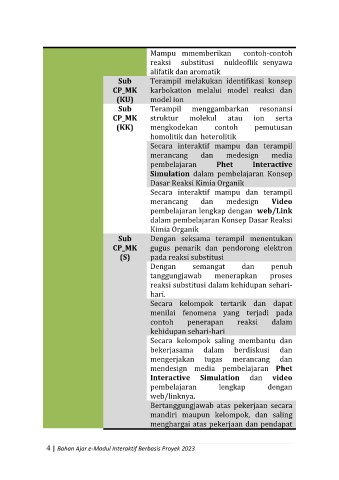 Mampu mnemberikan contoh-contoh
reaksi substitusi nukleoflik senyawa
alifatik dan aromatik
Sub Terampil melakukan identifikasi konsep
CP_MK karbokation melalui model reaksi dan
(KU) model ion
Sub Terampil menggambarkan resonansi
CP_MK struktur molekul atau ion serta
(KK) mengkodekan contoh pemutusan
homolitik dan heterolitik
Secara interaktif mampu dan terampil
merancang dan medesign media
pembelajaran Phet Interactive
Simulation dalam pembelajaran Konsep
Dasar Reaksi Kimia Organik
Secara interaktif mampu dan terampil
merancang dan medesign Video
pembelajaran lengkap dengan web/Link
dalam pembelajaran Konsep Dasar Reaksi
Kimia Organik
Sub Dengan seksama terampil menentukan
CP_MK gugus penarik dan pendorong elektron
(S) pada reaksi substitusi
Dengan semangat dan penuh
tanggungjawab menerapkan proses
reaksi substitusi dalam kehidupan sehari-
hari.
Secara kelompok tertarik dan dapat
menilai fenomena yang terjadi pada
contoh penerapan reaksi dalam
kehidupan sehari-hari
Secara kelompok saling membantu dan
bekerjasama dalam berdiskusi dan
mengerjakan tugas merancang dan
mendesign media pembelajaran Phet
Interactive Simulation dan video
pembelajaran lengkap dengan
web/linknya.
Bertanggungjawab atas pekerjaan secara
mandiri maupun kelompok, dan saling
menghargai atas pekerjaan dan pendapat
4 | Bahan Ajar e-Modul Interaktif Berbasis Proyek 2023